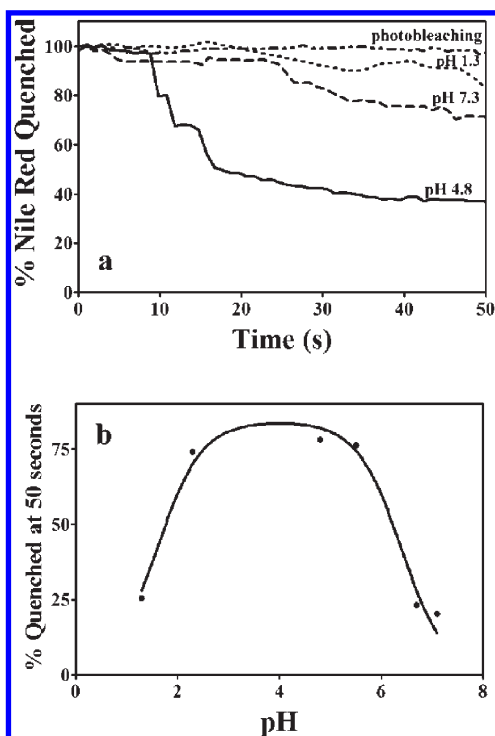 % Nile Red Quenched
100
80
60
40
20
0
photobleaching
pH 1.3
pH 7.3
pH 4.8
a
0 10 20 30 40 50
Time (s)
% Quenched at 50 seconds
75
50
25
0
b
0 2 4 6 8
pH